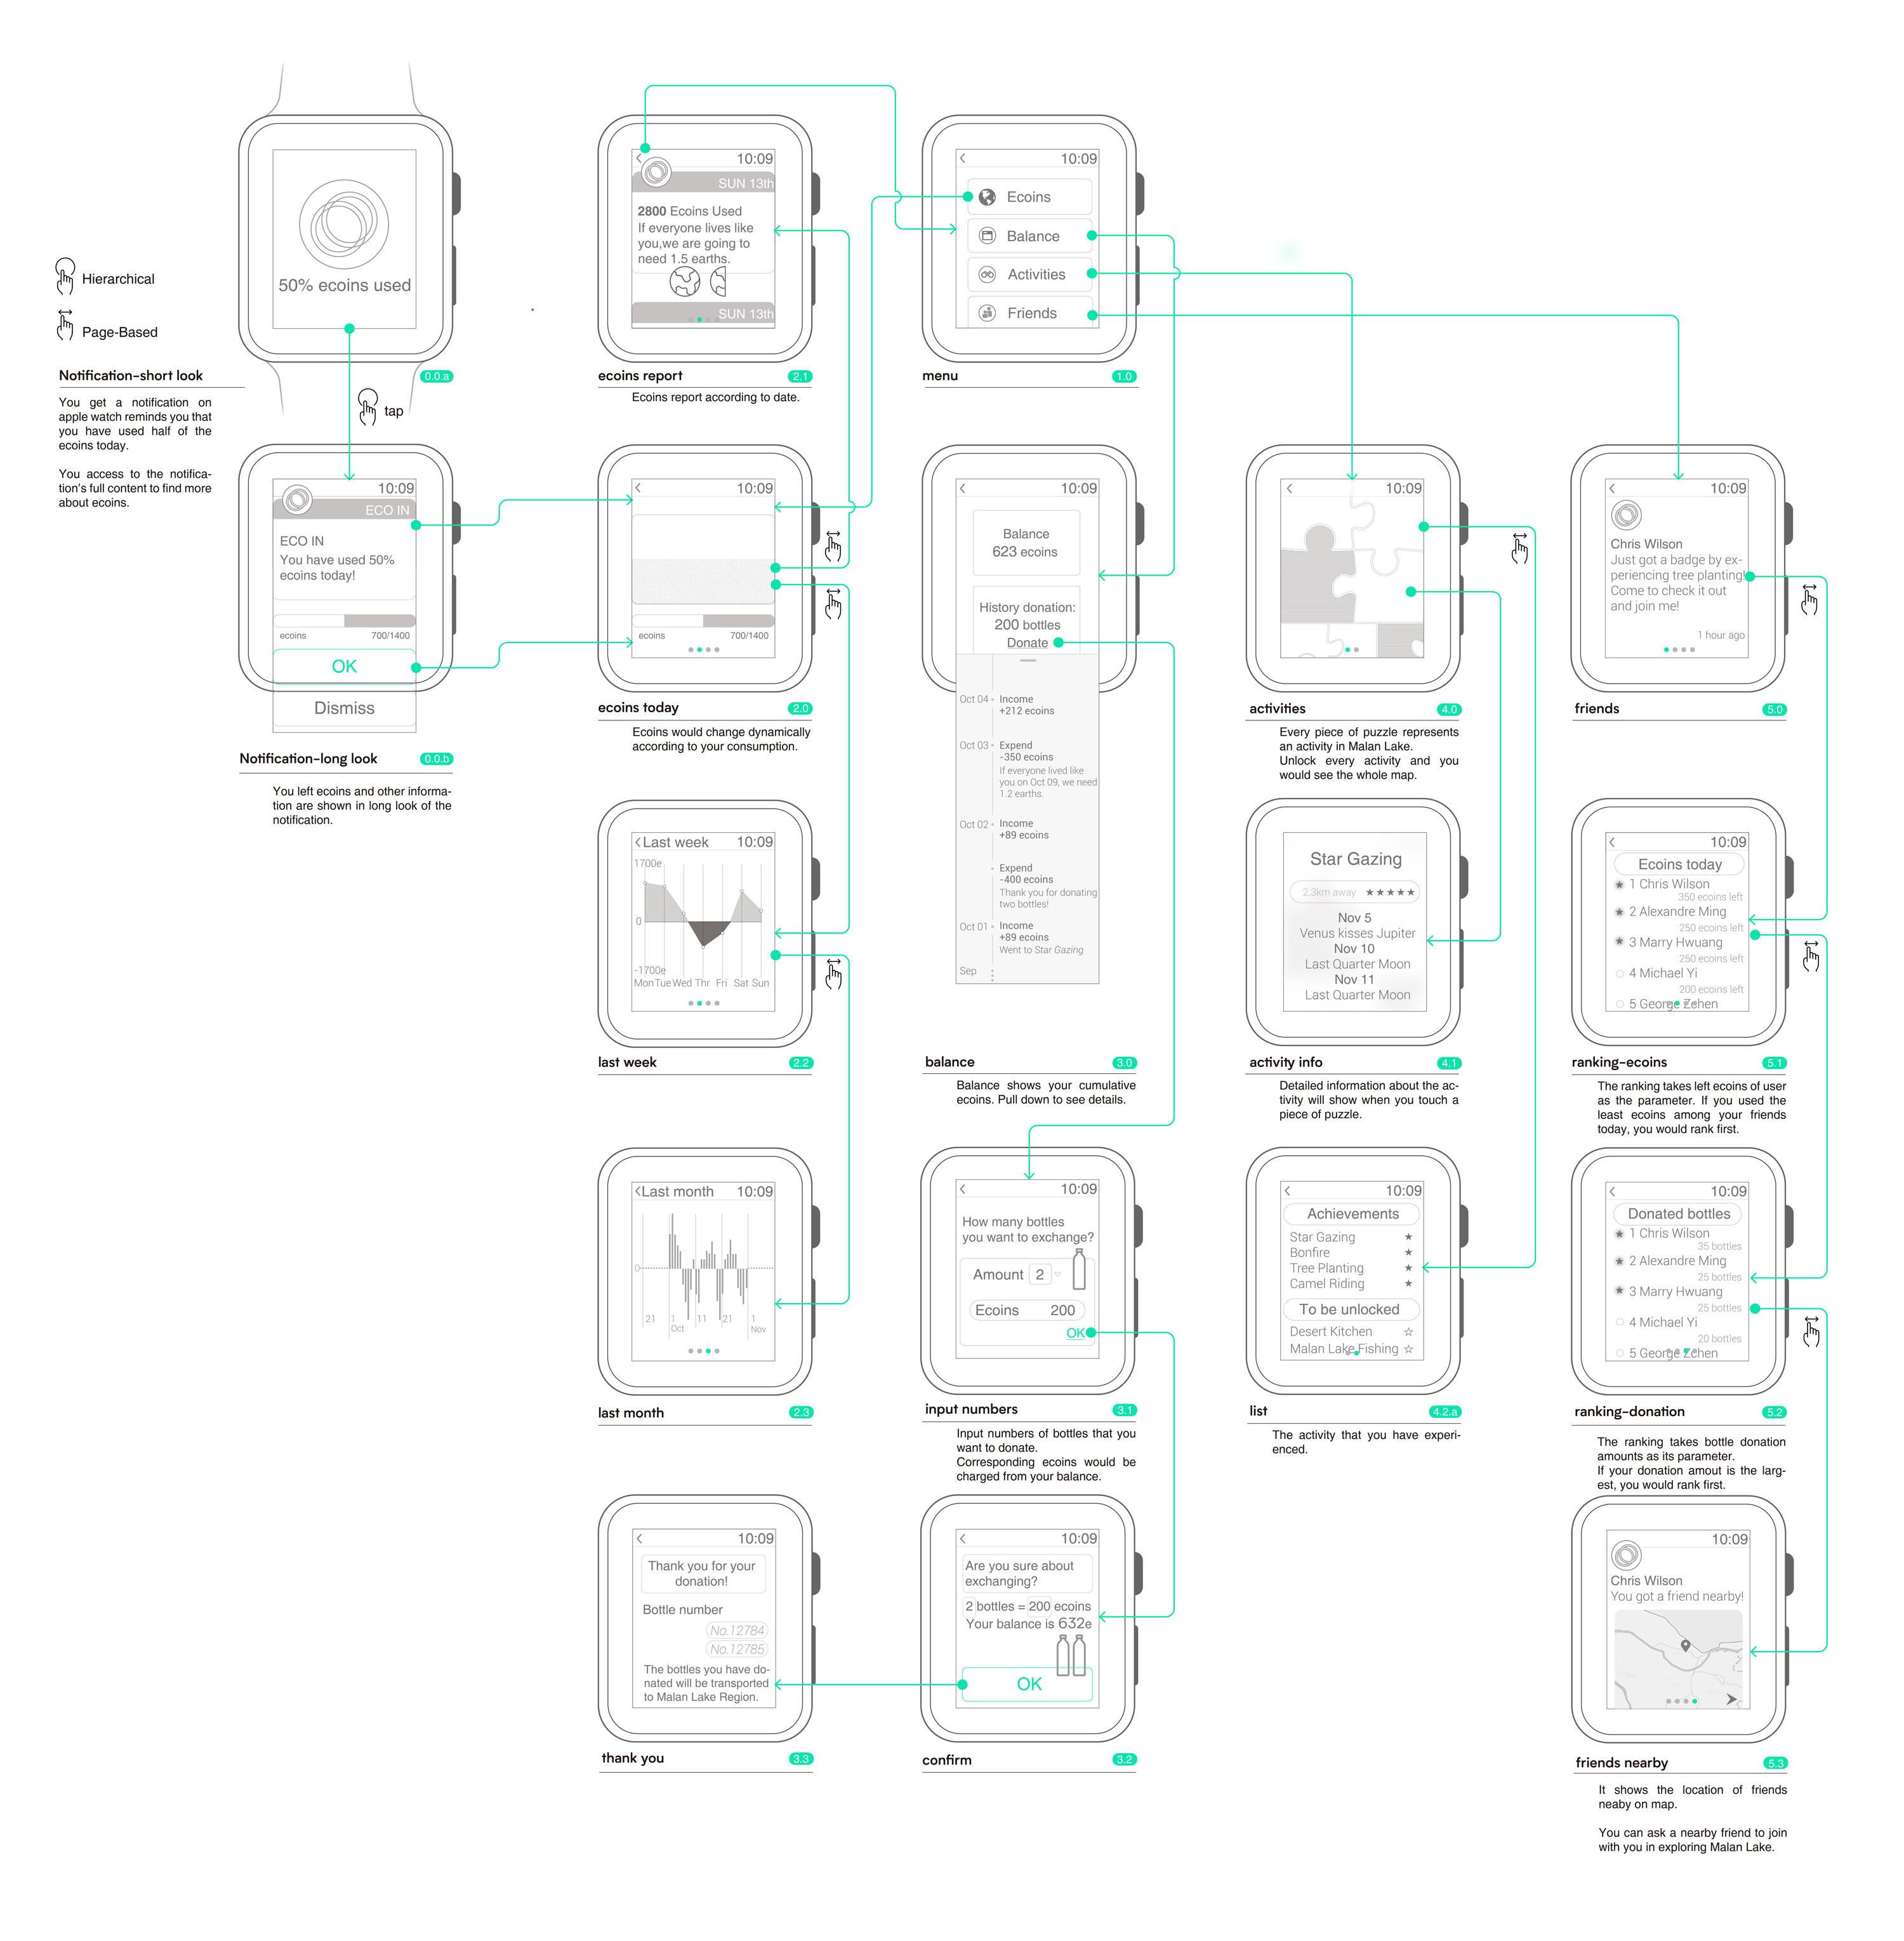 50% ecoins used
Hierarchical
Page-Based
Notification-short look
0.0.a
You get a notification on
apple watch reminds you that
you have used half of the
ecoins today.
You access to the notifica-
tion's full content to find more
about ecoins.
tap
10:09
ECO IN
ECO IN
You have used 50%
ecoins today!
ecoins 700/1400
OK
Dismiss
Notification-long look
0.0.b
You left ecoins and other informa-
tion are shown in long look of the
notification.
10:09
SUN 13th
2800 Ecoins Used
If everyone lives like
you,we are going to
need 1.5 earths.
SUN 13th
ecoins report
2.1
Ecoins report according to date.
10:09
ecoins 700/1400
ecoins today
2.0
Ecoins would change dynamically
according to your consumption.
Last week 10:09
1700e
0
-1700e
Mon Tue Wed Thr Fri Sat Sun
last week
2.2
Last month 10:09
0
21 1 11 21 1
Oct Nov
last month
2.3
10:09
Thank you for your
donation!
Bottle number
No.12784
No.12785
The bottles you have do-
nated will be transported
to Malan Lake Region.
thank you
3.3
10:09
Ecoins
Balance
Activities
Friends
menu
1.0
10:09
Balance
623 ecoins
History donation:
200 bottles
Donate
Oct 04 Income
+212 ecoins
Oct 03 Expend
-350 ecoins
If everyone lived like
you on Oct 09, we need
1.2 earths.
Oct 02 Income
+89 ecoins
Expend
-400 ecoins
Thank you for donating
two bottles!
Oct 01 Income
+89 ecoins
Went to Star Gazing
Sep
balance
3.0
Balance shows your cumulative
ecoins. Pull down to see details.
10:09
How many bottles
you want to exchange?
Amount 2
Ecoins 200
OK
input numbers
3.1
Input numbers of bottles that you
want to donate.
Corresponding ecoins would be
charged from your balance.
10:09
Are you sure about
exchanging?
2 bottles = 200 ecoins
Your balance is 632e
OK
confirm
3.2
10:09
activities
4.0
Every piece of puzzle represents
an activity in Malan Lake.
Unlock every activity and you
would see the whole map.
Star Gazing
2.3km away ★★★★★
Nov 5
Venus kisses Jupiter
Nov 10
Last Quarter Moon
Nov 11
Last Quarter Moon
activity info
4.1
Detailed information about the ac-
tivity will show when you touch a
piece of puzzle.
10:09
Achievements
Star Gazing ★
Bonfire ★
Tree Planting ★
Camel Riding ★
To be unlocked
Desert Kitchen ☆
Malan Lake Fishing ☆
list
4.2.a
The activity that you have experi-
enced.
10:09
Chris Wilson
Just got a badge by ex-
periencing tree planting!
Come to check it out
and join me!
1 hour ago
friends
5.0
10:09
Ecoins today
★ 1 Chris Wilson
350 ecoins left
★ 2 Alexandre Ming
250 ecoins left
★ 3 Marry Hwuang
250 ecoins left
4 Michael Yi
200 ecoins left
5 George Zehen
ranking-ecoins
5.1
The ranking takes left ecoins of user
as the parameter. If you used the
least ecoins among your friends
today, you would rank first.
10:09
Donated bottles
★ 1 Chris Wilson
35 bottles
★ 2 Alexandre Ming
25 bottles
★ 3 Marry Hwuang
25 bottles
4 Michael Yi
20 bottles
5 George Zehen
ranking-donation
5.2
The ranking takes bottle donation
amounts as its parameter.
If your donation amout is the larg-
est, you would rank first.
10:09
Chris Wilson
You got a friend nearby!
friends nearby
5.3
It shows the location of friends
neaby on map.
You can ask a nearby friend to join
with you in exploring Malan Lake.